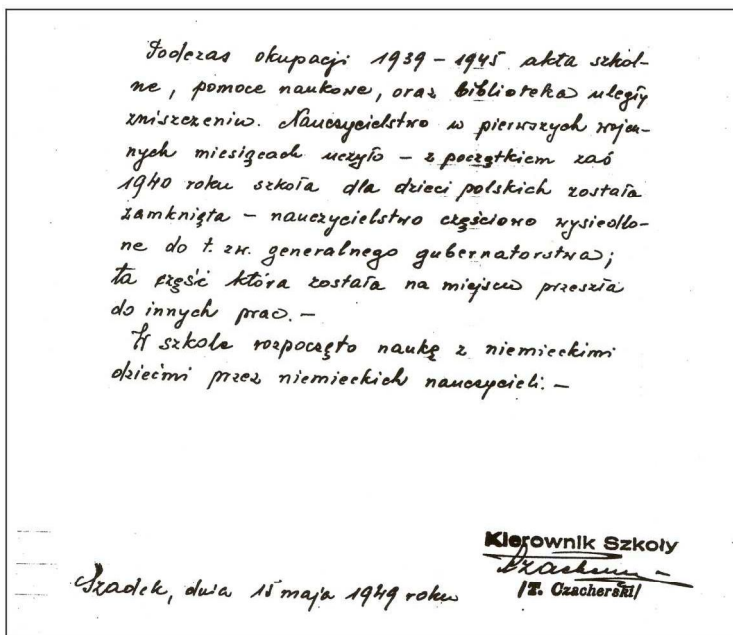 Podczas okupacji 1939 – 1945 akta szkol-
ne, pomoce naukowe, oraz biblioteka uległy
zniszczeniu. Nauczycielstwo w pierwszych wojen-
nych miesiącach uczyło – z początkiem zaś
1940 roku szkoła dla dzieci polskich została
zamknięta – nauczycielstwo częściowo wysiedlo-
ne do t. zw. generalnego gubernatorstwa;
ta część która została na miejscu przeszła
do innych prac. –
W szkole rozpoczęto naukę z niemieckimi
dziećmi przez niemieckich nauczycieli. –
Kierownik Szkoły
Czachersk
/T. Czacherski/
Szadek, dnia 15 maja 1949 roku